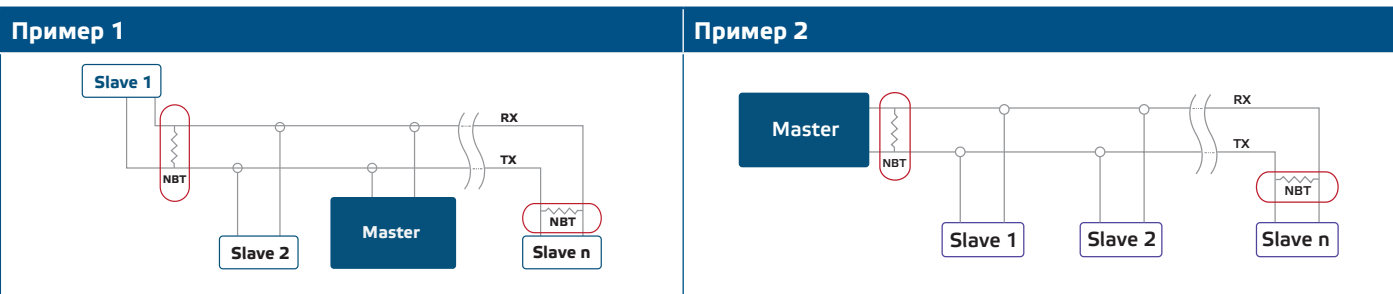 Пример 1
Slave 1
RX
TX
NBT
NBT
Master
Slave 2
Slave n
Пример 2
RX
Master
TX
NBT
NBT
Slave 1
Slave 2
Slave n